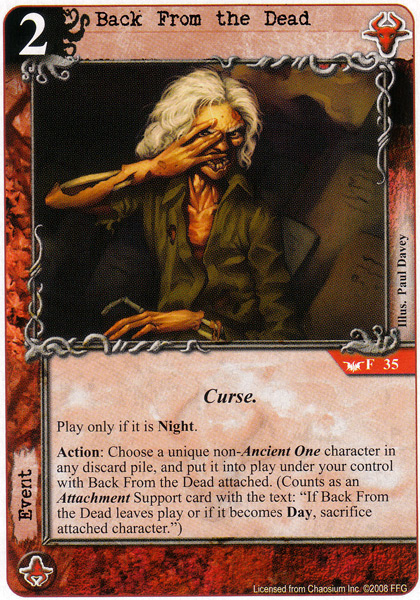 2
Back From the Dead
Illus. Paul Davey
F 35
Curse.
Play only if it is Night.
Action: Choose a unique non-Ancient One character
in any discard pile, and put it into play under your control
with Back From the Dead attached. (Counts as an
Attachment Support card with the text: “If Back From
the Dead leaves play or if it becomes Day, sacrifice
attached character.”)
Event
Licensed from Chaosium Inc. ©2008 FFG